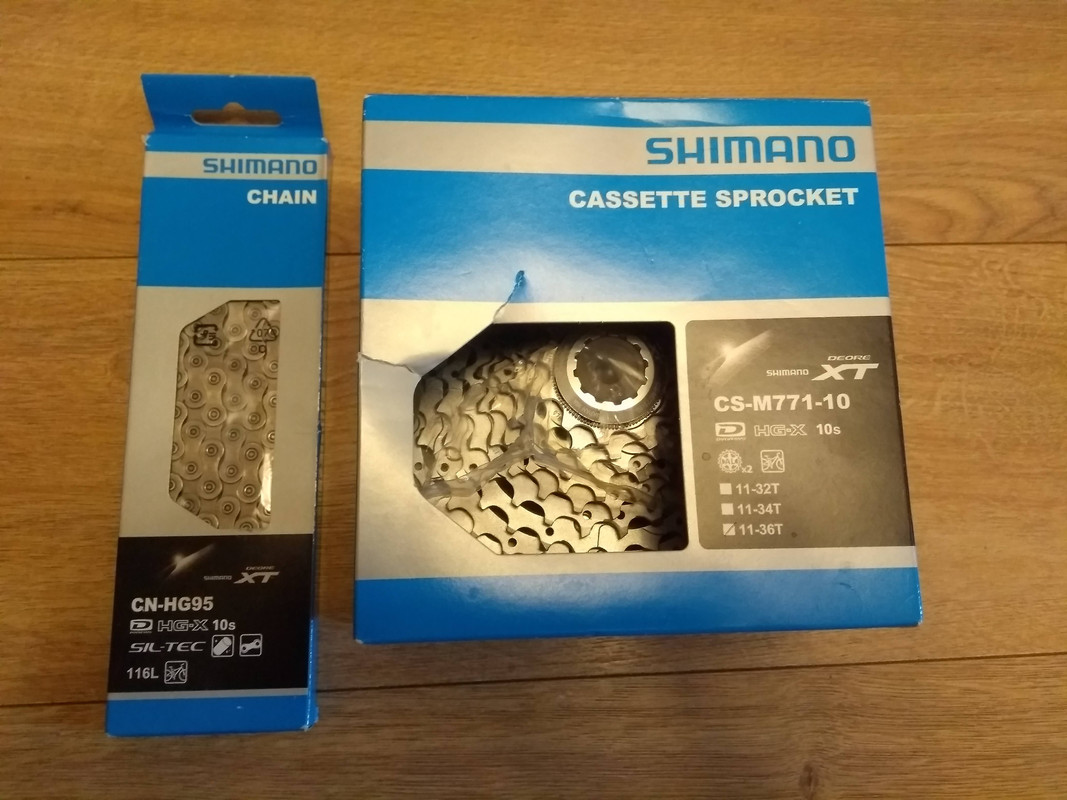 SHIMANO
CHAIN
DEORE
SHIMANO XT
CN-HG95
HG-X 10s
SIL-TEC
116L
SHIMANO
CASSETTE SPROCKET
DEORE
SHIMANO XT
CS-M771-10
HG-X 10s
x2
11-32T
11-34T
11-36T